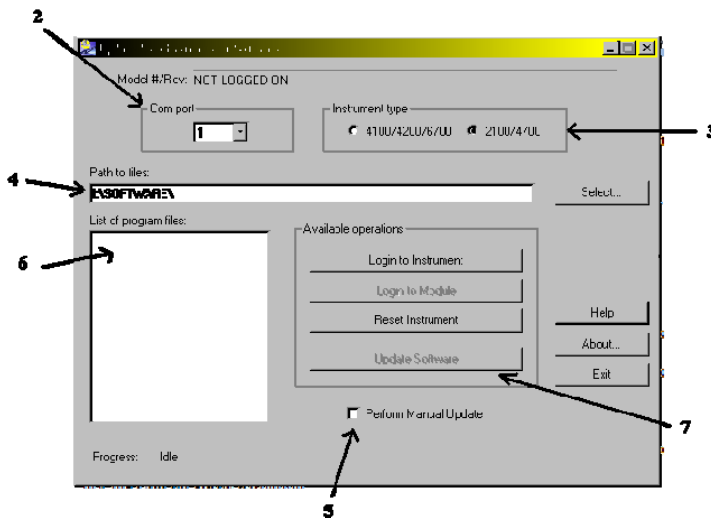 2
Model #/Rev: NOT LOGGED ON
Com port
Instrument type
3
1
4100/4200/6700
2100/4700
Path to files:
4
E:\SOFTWARE\
Select...
List of program files:
Available operations
6
Login to Instrument
Login to Module
Reset Instrument
Help
Update Software
About...
Exit
Perform Manual Update
7
Progress:
Idle
5